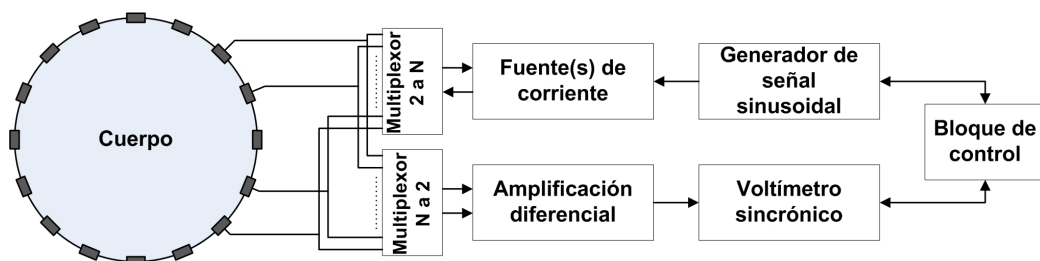 Cuerpo
Multiplexor
2 a N
Fuente(s) de
corriente
Generador de
señal
sinusoidal
Bloque de
control
Multiplexor
N a 2
Amplificación
diferencial
Voltímetro
sincrónico